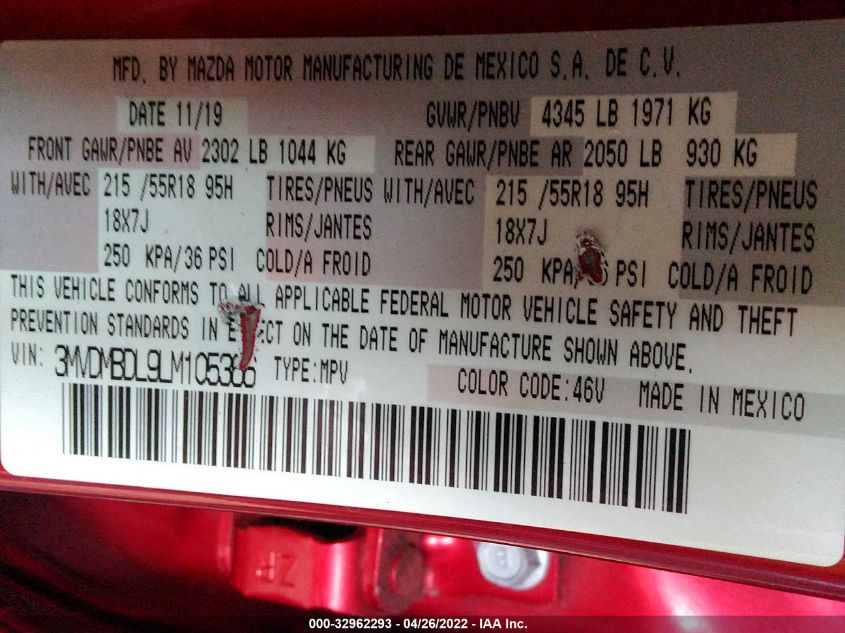 MFD. BY MAZDA MOTOR MANUFACTURING DE MEXICO S.A. DE C.V.
DATE 11/19 GVWR/PNBV 4345 LB 1971 KG
FRONT GAWR/PNBE AV 2302 LB 1044 KG REAR GAWR/PNBE AR 2050 LB 930 KG
WITH/AVEC 215 /55R18 95H TIRES/PNEUS WITH/AVEC 215 /55R18 95H TIRES/PNEUS
18X7J RIMS/JANTES 18X7J RIMS/JANTES
250 KPA/36 PSI COLD/A FROID 250 KPA PSI COLD/A FROID
THIS VEHICLE CONFORMS TO ALL APPLICABLE FEDERAL MOTOR VEHICLE SAFETY AND THEFT
PREVENTION STANDARDS IN EFFECT ON THE DATE OF MANUFACTURE SHOWN ABOVE.
VIN: 3MVDMBDL9LM105366 TYPE:MPV COLOR CODE:46V MADE IN MEXICO
000-32962293 - 04/26/2022 - IAA Inc.